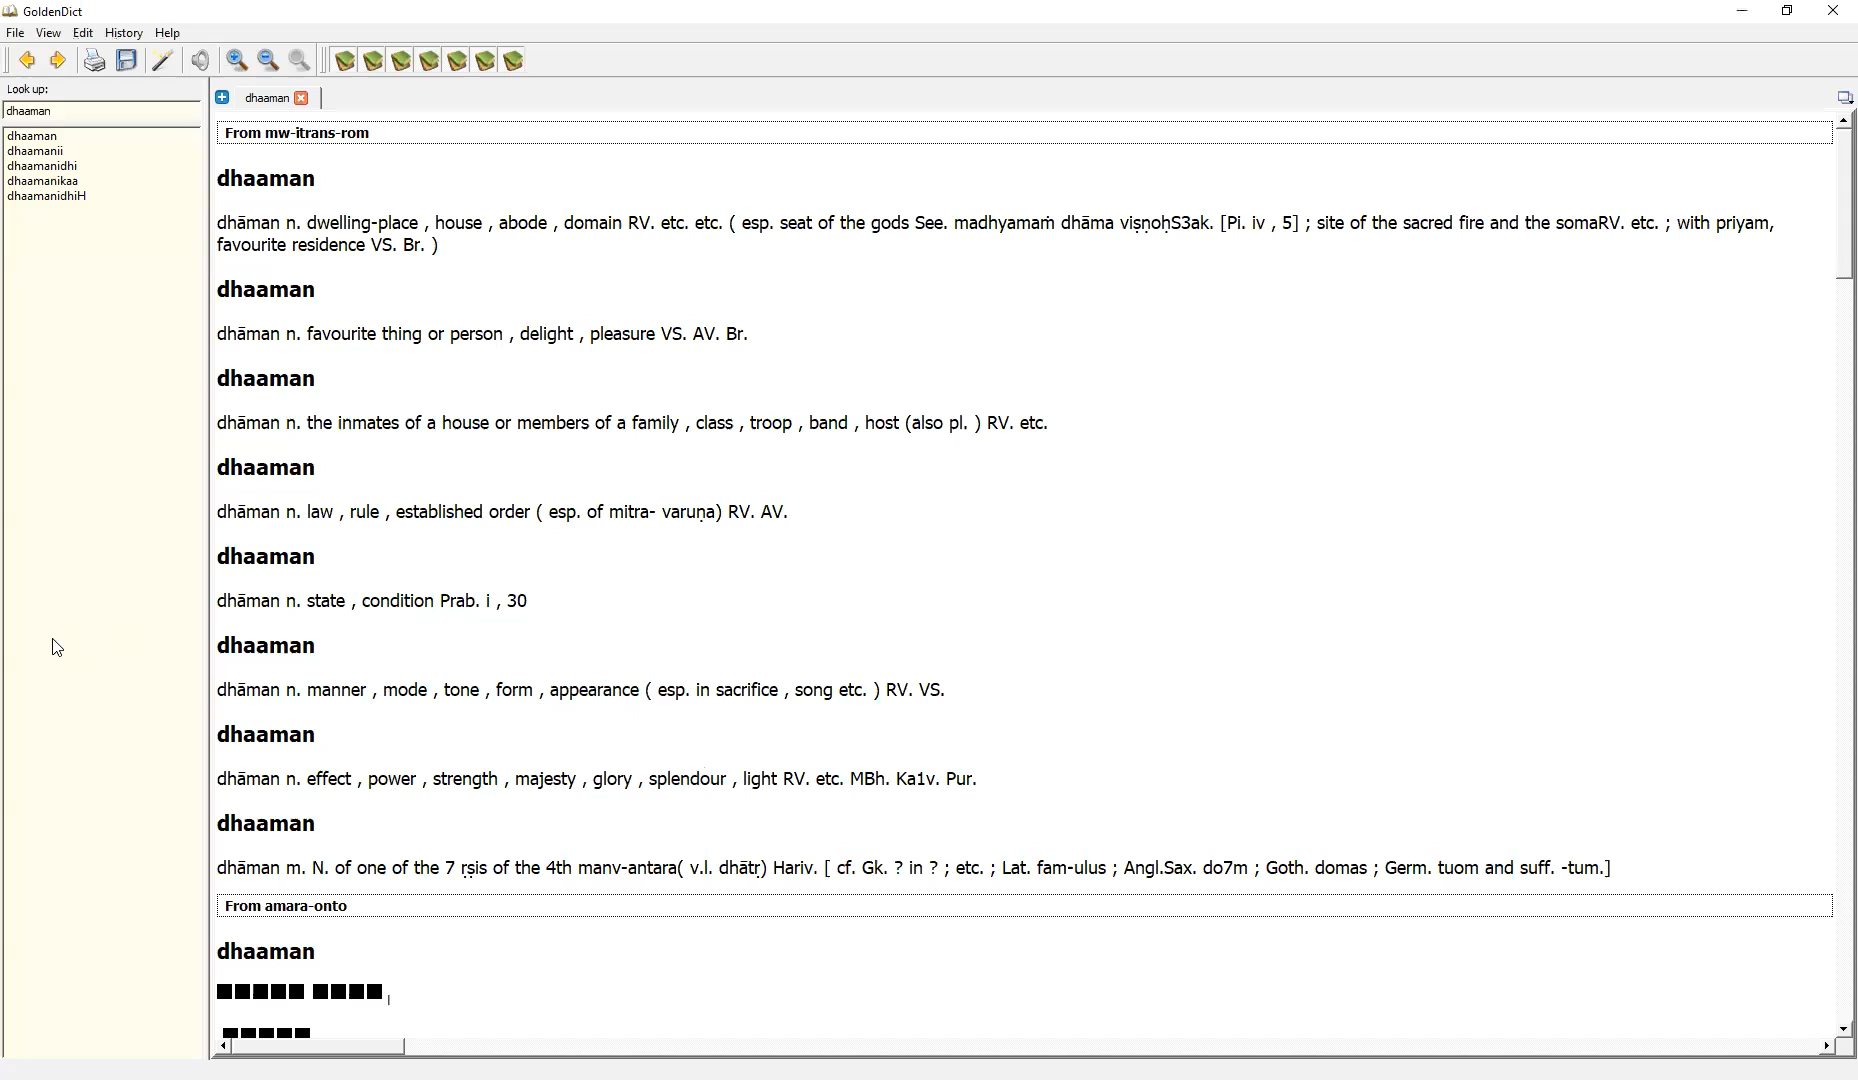 GoldenDict
File View Edit History Help
Look up:
dhaaman
dhaaman
dhaamanii
dhaamanidhi
dhaamanikaa
dhaamanidhiH
dhaaman
From mw-itrans-rom
dhaaman
dhāman n. dwelling-place , house , abode , domain RV. etc. etc. ( esp. seat of the gods See. madhyamaṁ dhāma viṣṇoḥS3ak. [Pi. iv , 5] ; site of the sacred fire and the somaRV. etc. ; with priyam,
favourite residence VS. Br. )
dhaaman
dhāman n. favourite thing or person , delight , pleasure VS. AV. Br.
dhaaman
dhāman n. the inmates of a house or members of a family , class , troop , band , host (also pl. ) RV. etc.
dhaaman
dhāman n. law , rule , established order ( esp. of mitra- varuṇa) RV. AV.
dhaaman
dhāman n. state , condition Prab. i , 30
dhaaman
dhāman n. manner , mode , tone , form , appearance ( esp. in sacrifice , song etc. ) RV. VS.
dhaaman
dhāman n. effect , power , strength , majesty , glory , splendour , light RV. etc. MBh. Ka1v. Pur.
dhaaman
dhāman m. N. of one of the 7 ṛṣis of the 4th manv-antara( v.l. dhātṛ) Hariv. [ cf. Gk. ? in ? ; etc. ; Lat. fam-ulus ; Angl.Sax. do7m ; Goth. domas ; Germ. tuom and suff. -tum.]
From amara-onto
dhaaman